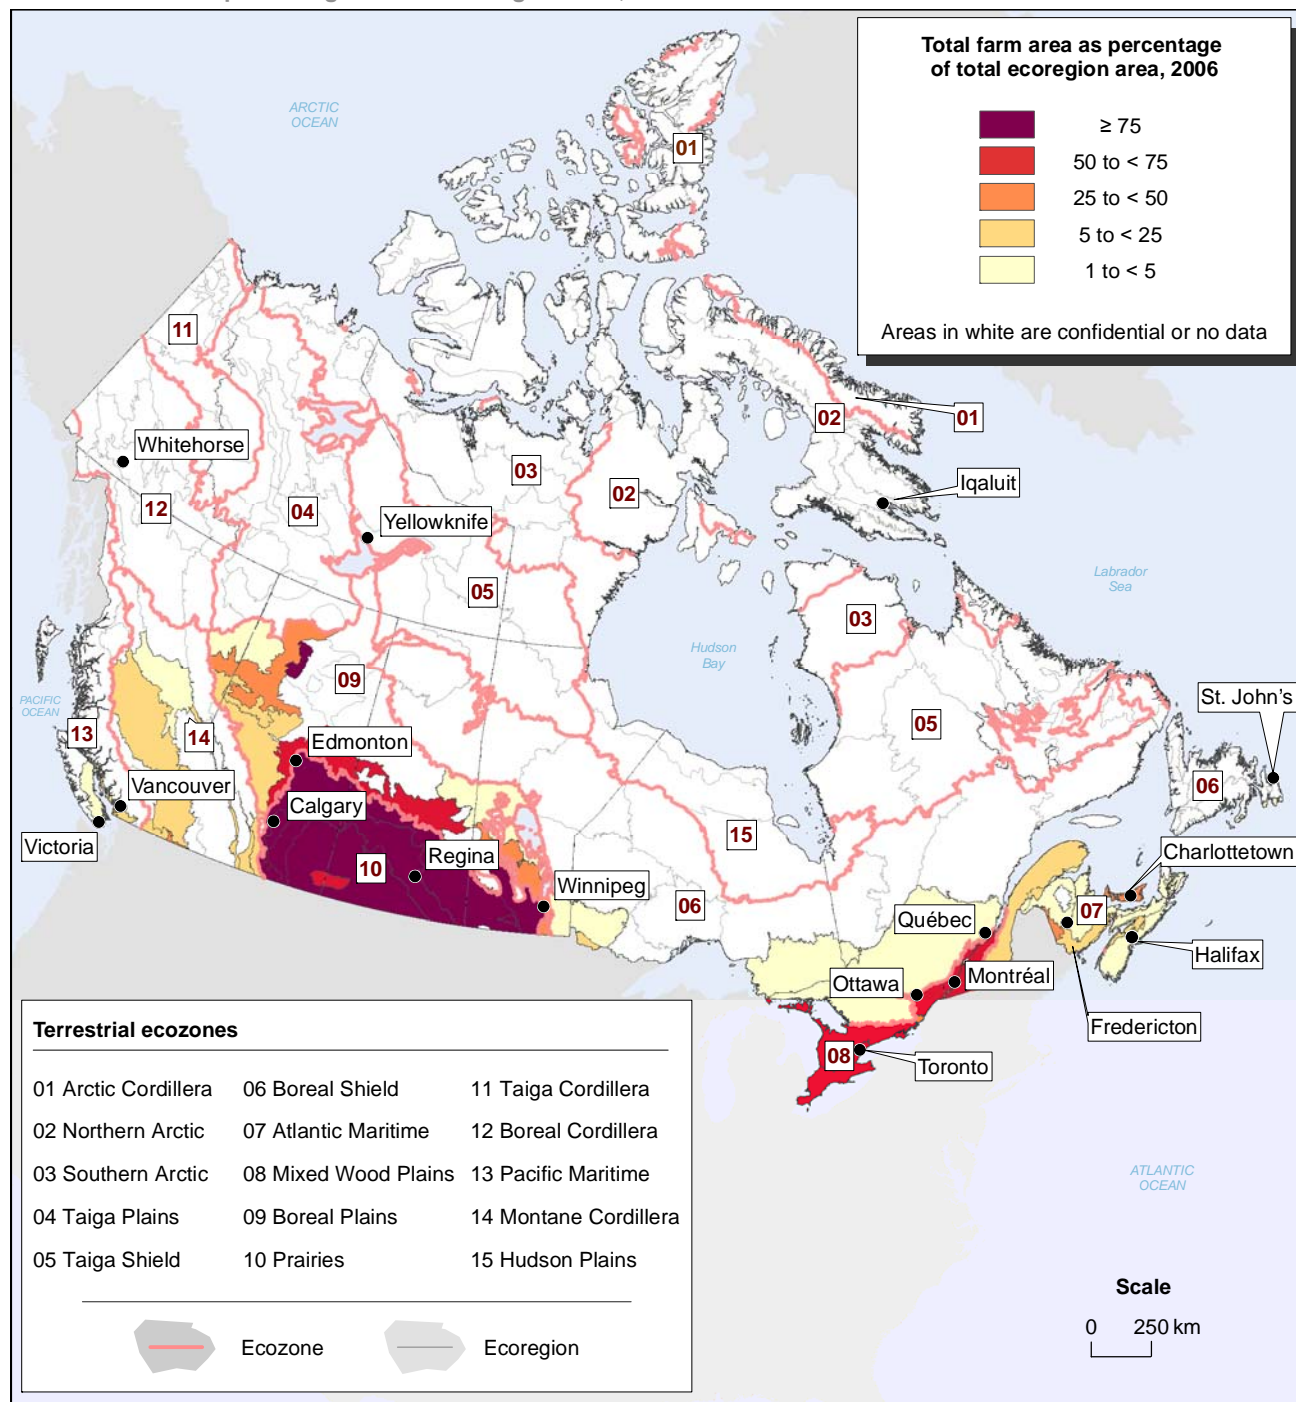 Total farm area as percentage
of total ecoregion area, 2006
≥ 75
50 to < 75
25 to < 50
5 to < 25
1 to < 5
Areas in white are confidential or no data
ARCTIC
OCEAN
01
11
02
01
Whitehorse
03
02
Iqaluit
12
04
Yellowknife
Labrador
Sea
05
03
Hudson
Bay
09
PACIFIC
OCEAN
St. John's
13
14
05
Edmonton
Vancouver
06
Calgary
15
Victoria
Regina
Charlottetown
10
Winnipeg
06
07
Québec
Halifax
Ottawa
Montréal
Fredericton
08
Toronto
ATLANTIC
OCEAN
Terrestrial ecozones
01 Arctic Cordillera
02 Northern Arctic
03 Southern Arctic
04 Taiga Plains
05 Taiga Shield
06 Boreal Shield
07 Atlantic Maritime
08 Mixed Wood Plains
09 Boreal Plains
10 Prairies
11 Taiga Cordillera
12 Boreal Cordillera
13 Pacific Maritime
14 Montane Cordillera
15 Hudson Plains
Ecozone
Ecoregion
Scale
0 250 km